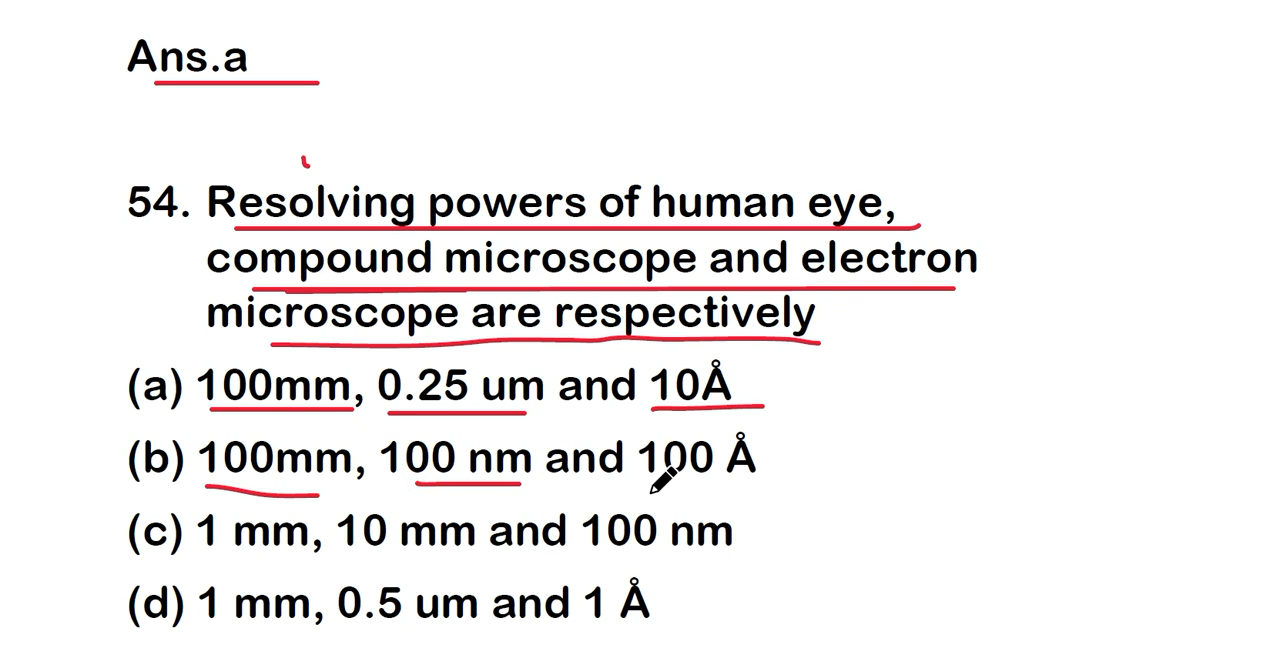 Ans.a
54. Resolving powers of human eye,
compound microscope and electron
microscope are respectively
(a) 100mm, 0.25 um and 10Å
(b) 100mm, 100 nm and 100 Å
(c) 1 mm, 10 mm and 100 nm
(d) 1 mm, 0.5 um and 1 Å